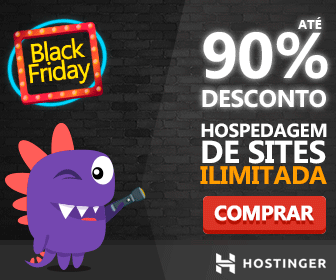 Black
Friday
ATÉ
90%
DESCONTO
HOSPEDAGEM
DE SITES
ILIMITADA
COMPRAR
HOSTINGER